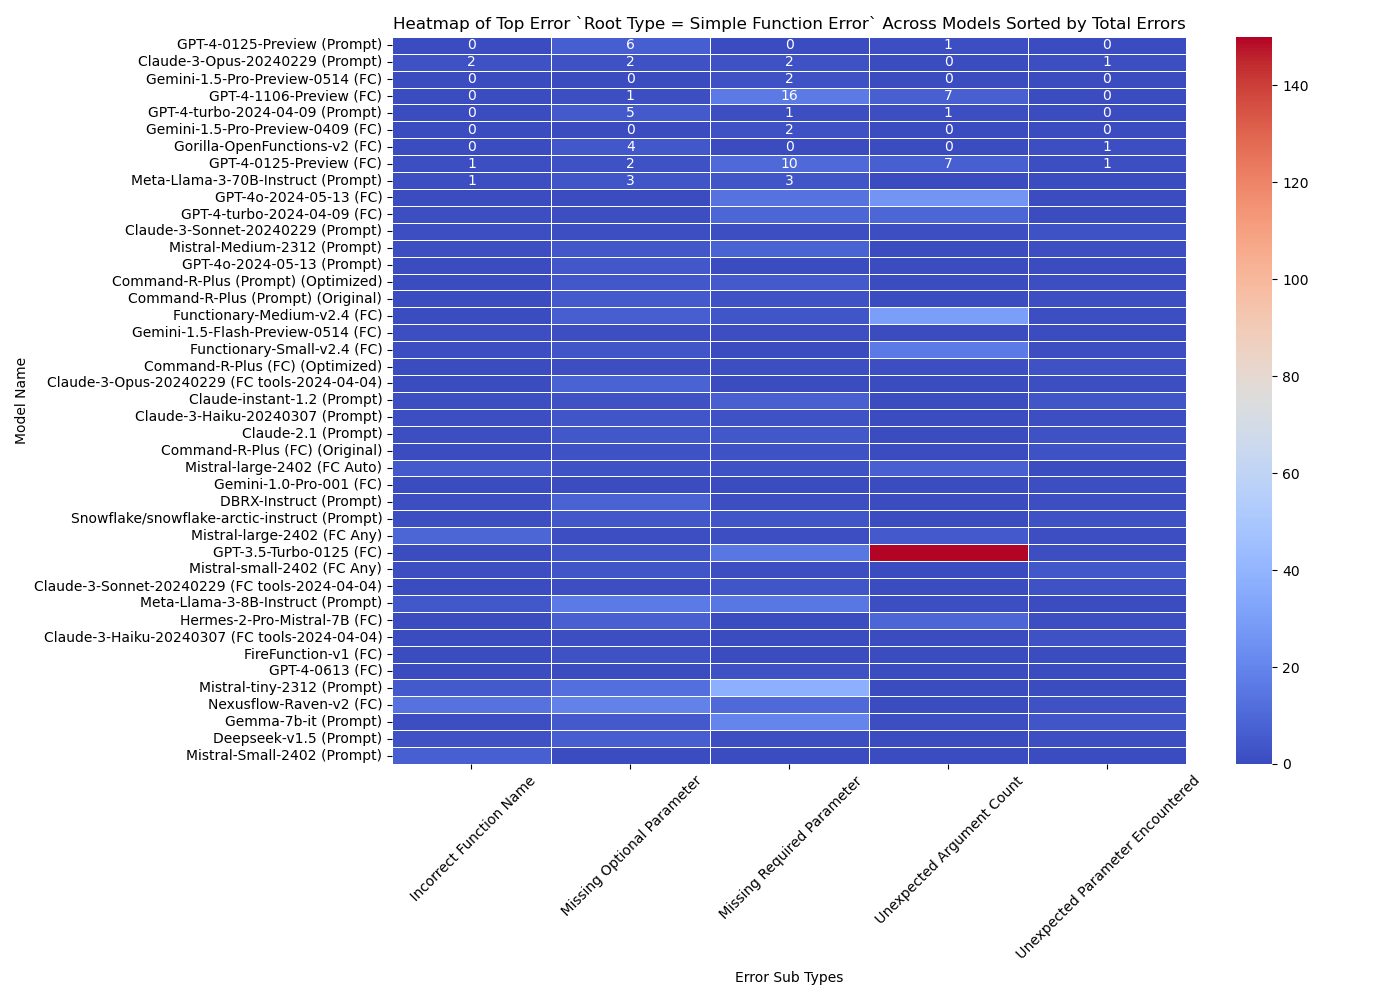 Heatmap of Top Error `Root Type = Simple Function Error` Across Models Sorted by Total Errors
GPT-4-0125-Preview (Prompt) 0 6 0 1 0
Claude-3-Opus-20240229 (Prompt) 2 2 2 0 1
Gemini-1.5-Pro-Preview-0514 (FC) 0 0 2 0 0
GPT-4-1106-Preview (FC) 0 1 16 7 0
GPT-4-turbo-2024-04-09 (Prompt) 0 5 1 1 0
Gemini-1.5-Pro-Preview-0409 (FC) 0 0 2 0 0
Gorilla-OpenFunctions-v2 (FC) 0 4 0 0 1
GPT-4-0125-Preview (FC) 1 2 10 7 1
Meta-Llama-3-70B-Instruct (Prompt) 1 3 3
GPT-4o-2024-05-13 (FC)
GPT-4-turbo-2024-04-09 (FC)
Claude-3-Sonnet-20240229 (Prompt)
Mistral-Medium-2312 (Prompt)
GPT-4o-2024-05-13 (Prompt)
Command-R-Plus (Prompt) (Optimized)
Command-R-Plus (Prompt) (Original)
Functionary-Medium-v2.4 (FC)
Gemini-1.5-Flash-Preview-0514 (FC)
Functionary-Small-v2.4 (FC)
Command-R-Plus (FC) (Optimized)
Claude-3-Opus-20240229 (FC tools-2024-04-04)
Claude-instant-1.2 (Prompt)
Claude-3-Haiku-20240307 (Prompt)
Claude-2.1 (Prompt)
Command-R-Plus (FC) (Original)
Mistral-large-2402 (FC Auto)
Gemini-1.0-Pro-001 (FC)
DBRX-Instruct (Prompt)
Snowflake/snowflake-arctic-instruct (Prompt)
Mistral-large-2402 (FC Any)
GPT-3.5-Turbo-0125 (FC)
Mistral-small-2402 (FC Any)
Claude-3-Sonnet-20240229 (FC tools-2024-04-04)
Meta-Llama-3-8B-Instruct (Prompt)
Hermes-2-Pro-Mistral-7B (FC)
Claude-3-Haiku-20240307 (FC tools-2024-04-04)
FireFunction-v1 (FC)
GPT-4-0613 (FC)
Mistral-tiny-2312 (Prompt)
Nexusflow-Raven-v2 (FC)
Gemma-7b-it (Prompt)
Deepseek-v1.5 (Prompt)
Mistral-Small-2402 (Prompt)
Model Name
Incorrect Function Name
Missing Optional Parameter
Missing Required Parameter
Unexpected Argument Count
Unexpected Parameter Encountered
Error Sub Types
140
120
100
80
60
40
20
0